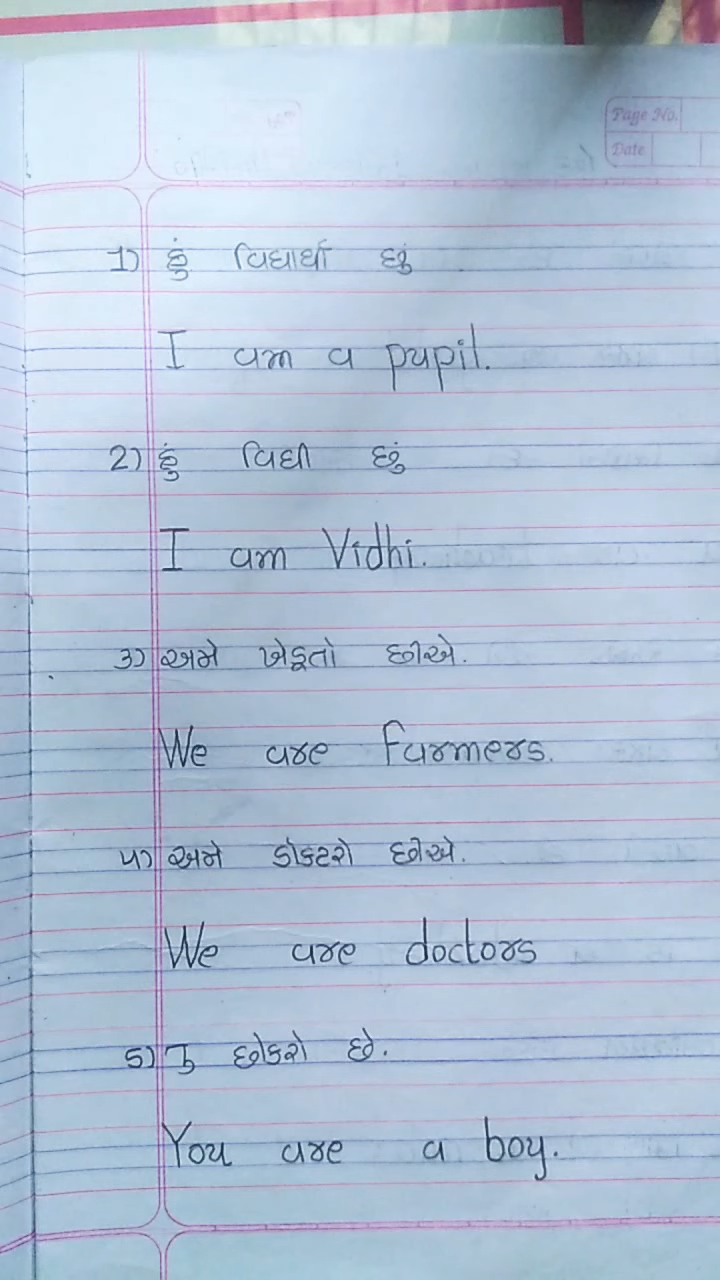 Page No.
Date
1) હું વિદ્યાર્થી છું
I am a pupil.
2) હું વિધી છું
I am Vidhi.
3) અમે ખેડૂતો છીએ.
We are farmers.
4) અમે ડોકટરો છીએ.
We are doctors
5) તું છોકરો છે.
You are a boy.